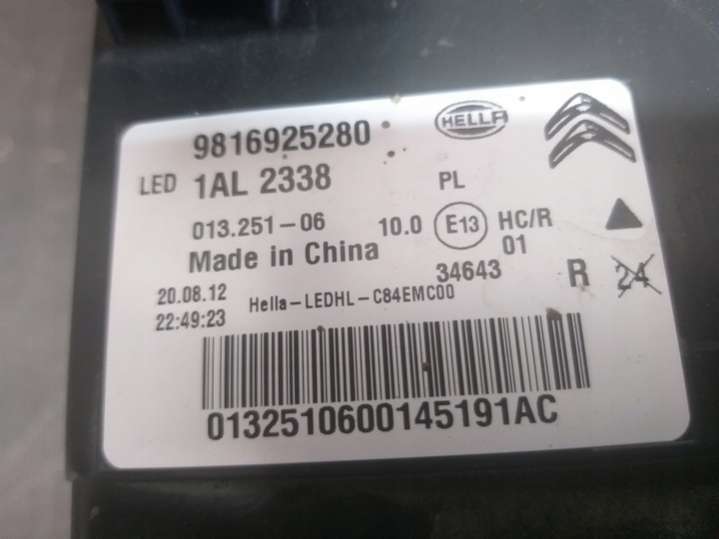 9816925280
HELLA
LED 1AL 2338 PL
013.251-06 10.0 E13 HC/R
01
Made in China 34643 R 24
20.08.12
22:49:23 Hella-LEDHL-C84EMC00
0132510600145191AC